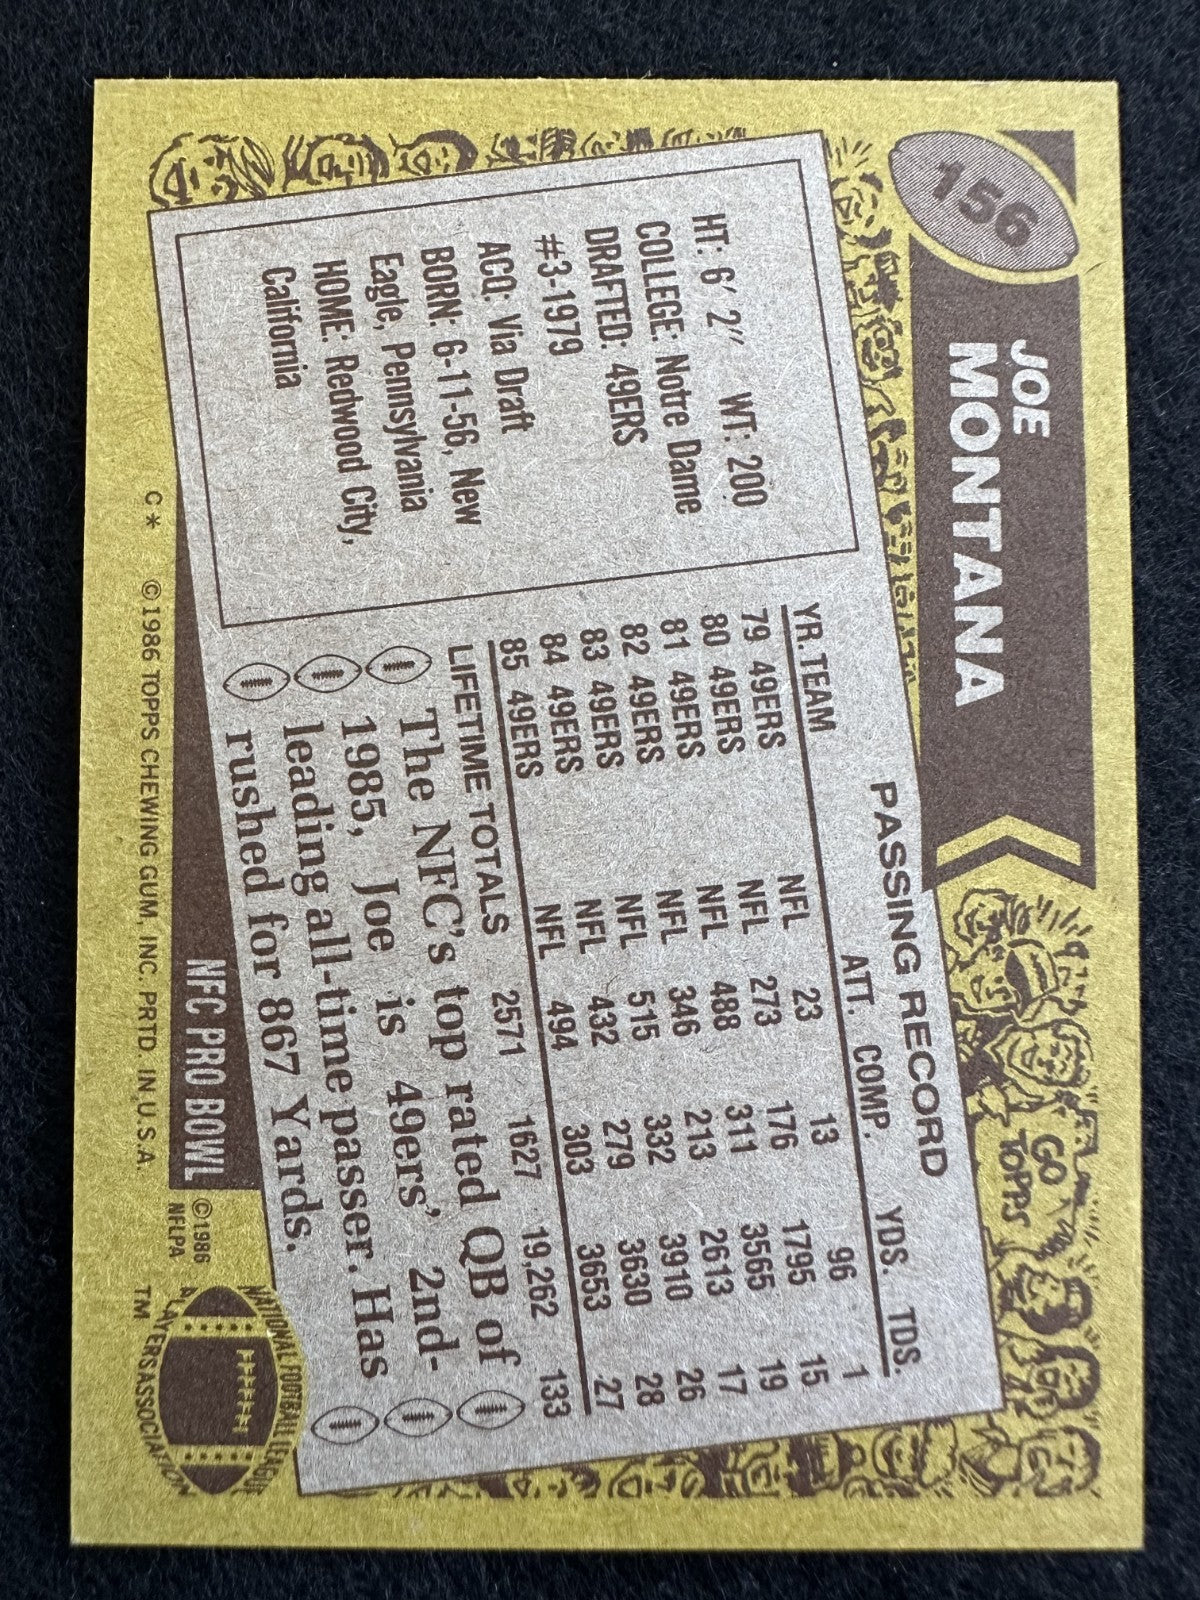 156
JOE
MONTANA
GO
TOPPS
HT: 6' 2" WT: 200
COLLEGE: Notre Dame
DRAFTED: 49ERS
#3-1979
ACQ: Via Draft
BORN: 6-11-56, New
Eagle, Pennsylvania
HOME: Redwood City,
California
PASSING RECORD
YR. TEAM ATT. COMP. YDS. TDS.
79 49ERS NFL 23 13 96 1
80 49ERS NFL 273 176 1795 15
81 49ERS NFL 488 311 3565 19
82 49ERS NFL 346 213 2613 17
83 49ERS NFL 515 332 3910 26
84 49ERS NFL 432 279 3630 28
85 49ERS NFL 494 303 3653 27
LIFETIME TOTALS 2571 1627 19,262 133
The NFC's top rated QB of
1985, Joe is 49ers' 2nd-
leading all-time passer. Has
rushed for 867 Yards.
NFC PRO BOWL
C* ©1986 TOPPS CHEWING GUM, INC. PRTD. IN U.S.A.
©1986
NFLPA
TM
NATIONAL FOOTBALL LEAGUE
PLAYERS ASSOCIATION